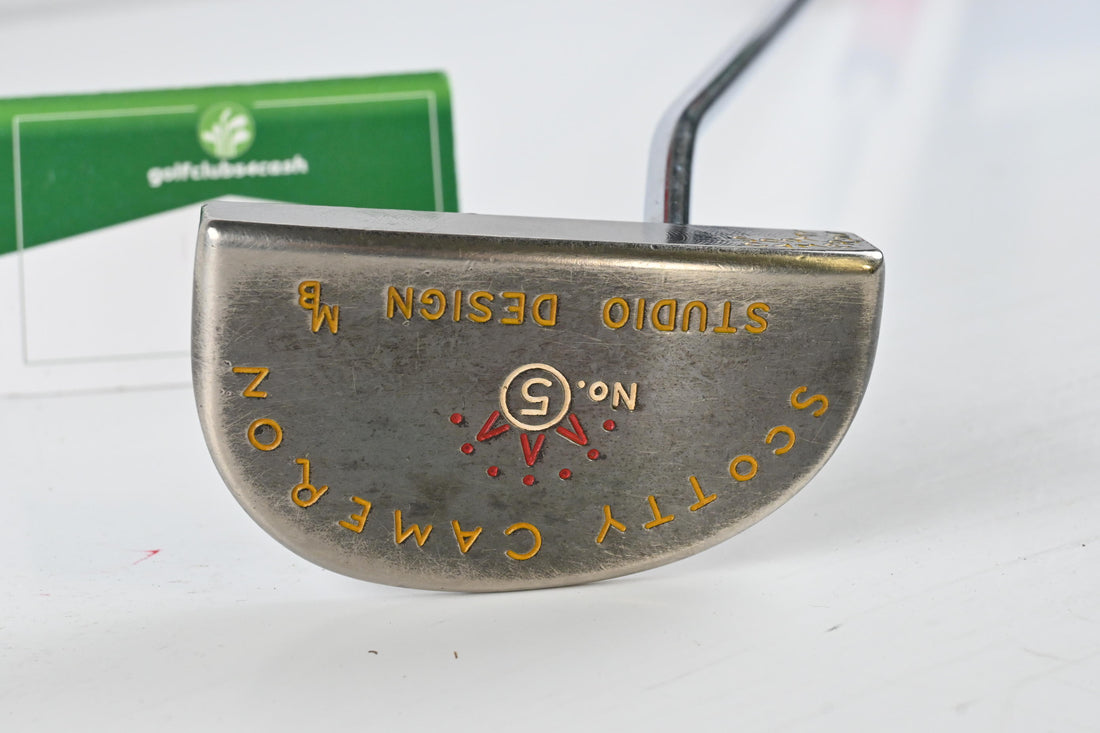 golfclubs4cash
SCOTTY CAMERON
No. 5
STUDIO DESIGN MB